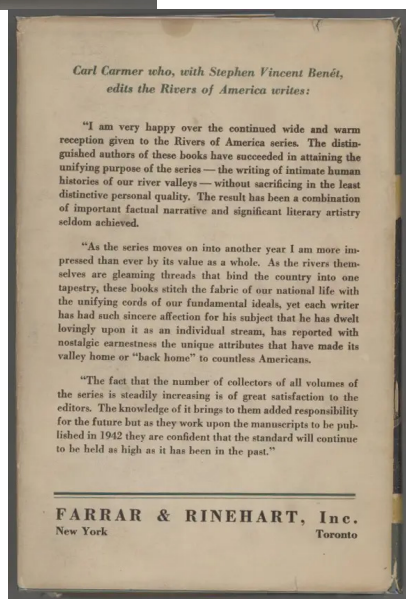 Carl Carmer who, with Stephen Vincent Benét,
edits the Rivers of America writes:
"I am very happy over the continued wide and warm
reception given to the Rivers of America series. The distin-
guished authors of these books have succeeded in attaining the
unifying purpose of the series — the writing of intimate human
histories of our river valleys — without sacrificing in the least
distinctive personal quality. The result has been a combination
of important factual narrative and significant literary artistry
seldom achieved.
"As the series moves on into another year I am more im-
pressed than ever by its value as a whole. As the rivers them-
selves are gleaming threads that bind the country into one
tapestry, these books stitch the fabric of our national life with
the unifying cords of our fundamental ideals, yet each writer
has had such sincere affection for his subject that he has dwelt
lovingly upon it as an individual stream, has reported with
nostalgic earnestness the unique attributes that have made its
valley home or "back home" to countless Americans.
"The fact that the number of collectors of all volumes of
the series is steadily increasing is of great satisfaction to the
editors. The knowledge of it brings to them added responsibility
for the future but as they work upon the manuscripts to be pub-
lished in 1942 they are confident that the standard will continue
to be held as high as it has been in the past."
FARRAR & RINEHART, Inc.
New York Toronto